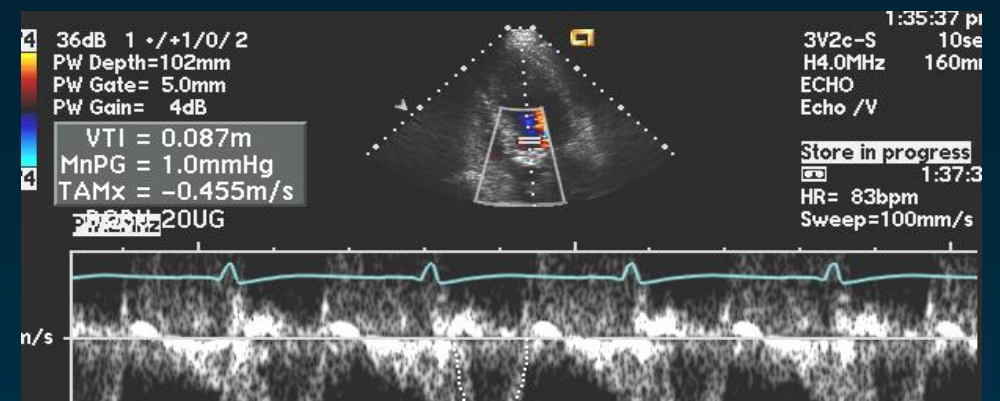 1:35:37
4
36dB 1 •/+1/0/ 2
PW Depth=102mm
PW Gate= 5.0mm
PW Gain= 4dB
VTI = 0.087m
MnPG = 1.0mmHg
TAMx = -0.455m/s
4
20UG
3V2c-S 10se
H4.0MHz 160m
ECHO
Echo /V
Store in progress
1:37:3
HR= 83bpm
Sweep=100mm/s
m/s